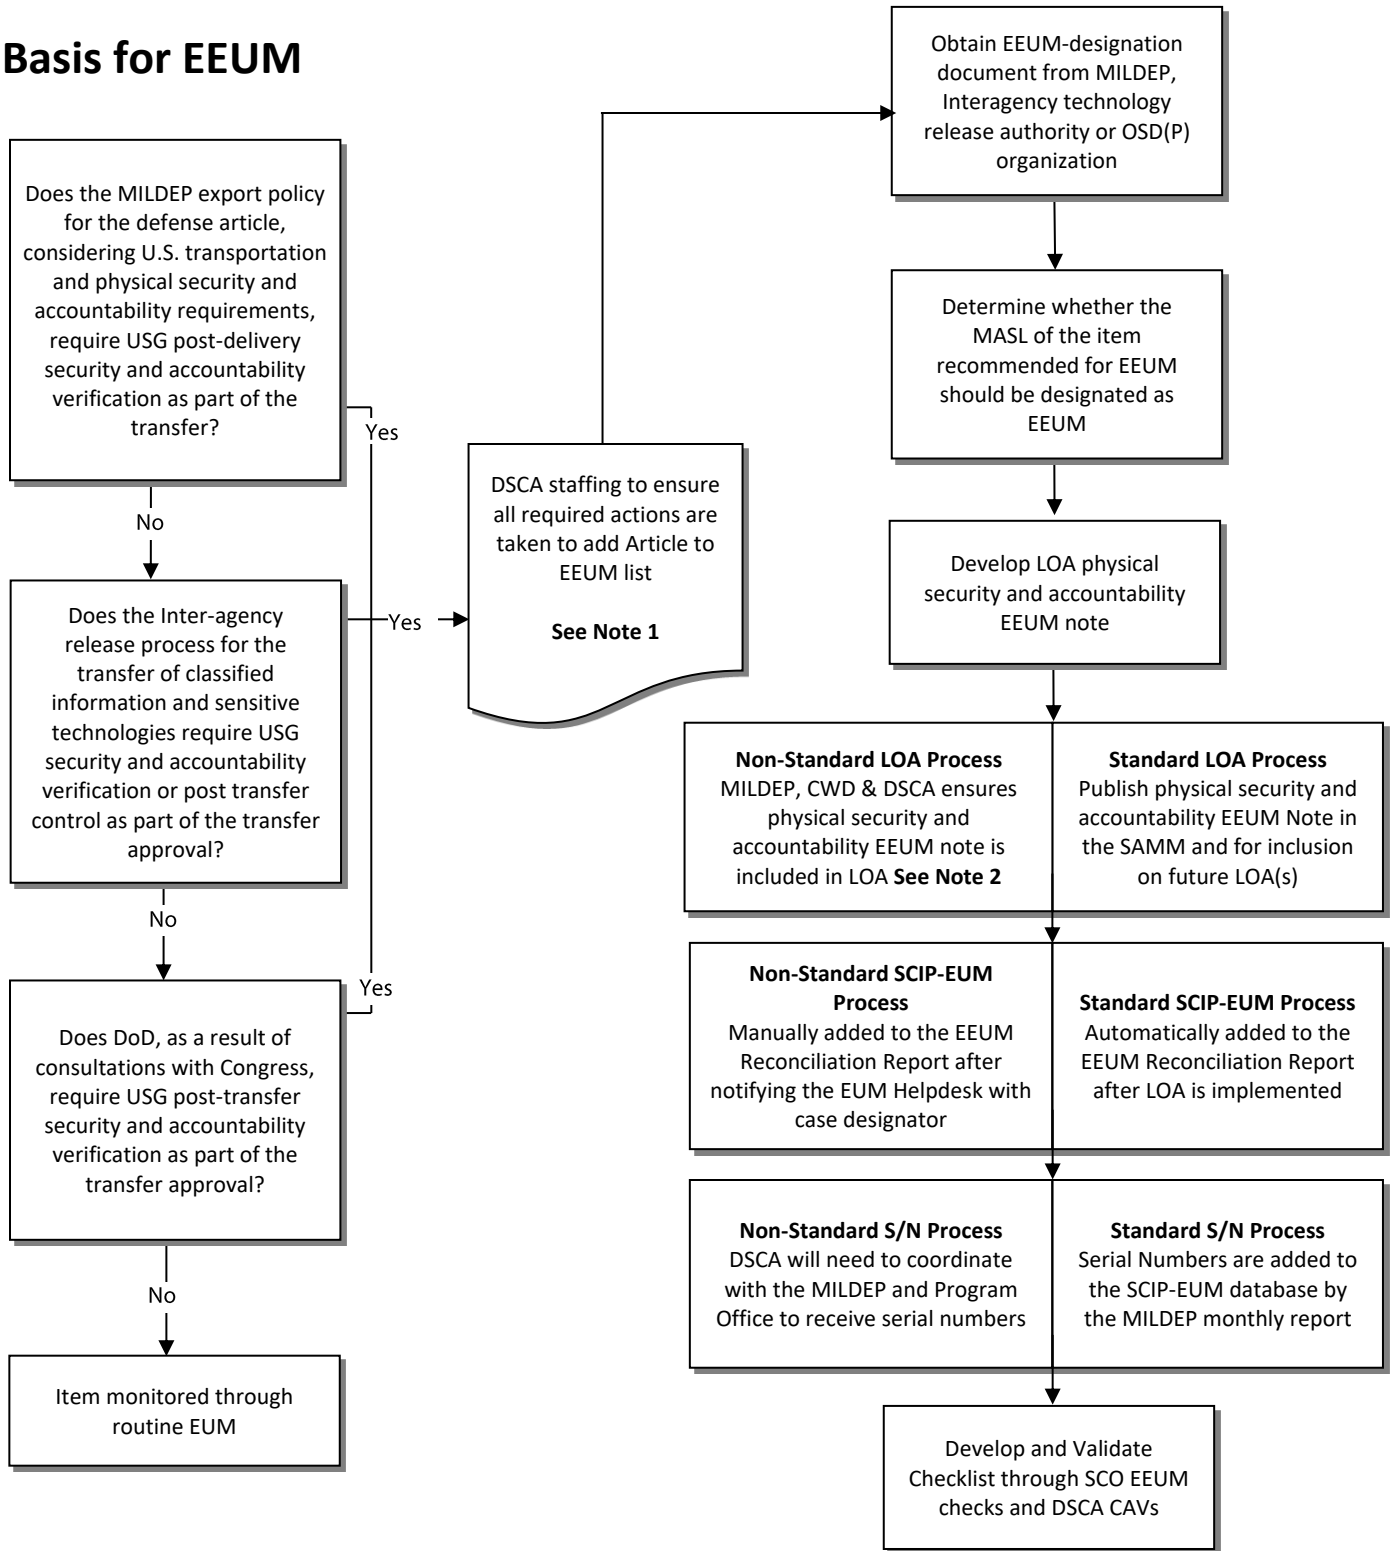 Basis for EEUM
Does the MILDEP export policy
for the defense article,
considering U.S. transportation
and physical security and
accountability requirements,
require USG post-delivery
security and accountability
verification as part of the
transfer?
Yes
No
Does the Inter-agency
release process for the
transfer of classified
information and sensitive
technologies require USG
security and accountability
verification or post transfer
control as part of the transfer
approval?
Yes
No
Does DoD, as a result of
consultations with Congress,
require USG post-transfer
security and accountability
verification as part of the
transfer approval?
Yes
No
Item monitored through
routine EUM
DSCA staffing to ensure
all required actions are
taken to add Article to
EEUM list
See Note 1
Obtain EEUM-designation
document from MILDEP,
Interagency technology
release authority or OSD(P)
organization
Determine whether the
MASL of the item
recommended for EEUM
should be designated as
EEUM
Develop LOA physical
security and accountability
EEUM note
Non-Standard LOA Process
MILDEP, CWD & DSCA ensures
physical security and
accountability EEUM note is
included in LOA See Note 2
Standard LOA Process
Publish physical security and
accountability EEUM Note in
the SAMM and for inclusion
on future LOA(s)
Non-Standard SCIP-EUM
Process
Manually added to the EEUM
Reconciliation Report after
notifying the EUM Helpdesk with
case designator
Standard SCIP-EUM Process
Automatically added to the
EEUM Reconciliation Report
after LOA is implemented
Non-Standard S/N Process
DSCA will need to coordinate
with the MILDEP and Program
Office to receive serial numbers
Standard S/N Process
Serial Numbers are added to
the SCIP-EUM database by
the MILDEP monthly report
Develop and Validate
Checklist through SCO EEUM
checks and DSCA CAVs